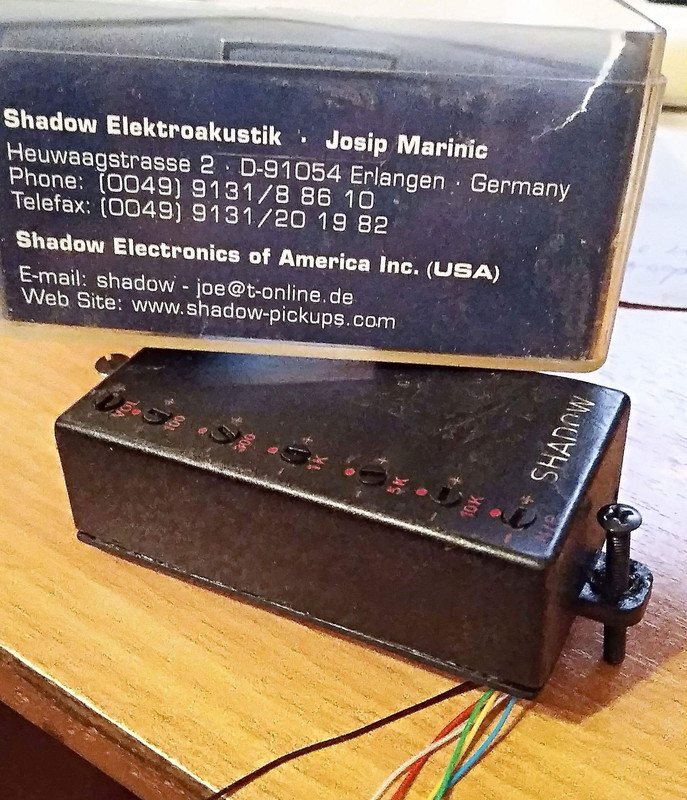 Shadow Elektroakustik · Josip Marinic
Heuwaagstrasse 2 · D-91054 Erlangen · Germany
Phone: (0049) 9131/8 86 10
Telefax: (0049) 9131/20 19 82
Shadow Electronics of America Inc. (USA)
E-mail: shadow - joe@t-online.de
Web Site: www.shadow-pickups.com
VOL
100
300
1K
5K
10K
SHADOW